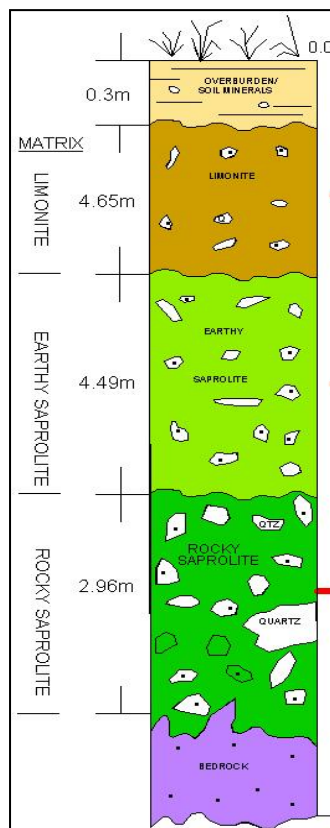 0.0
OVERBURDEN/
SOIL MINERALS
0.3m
MATRIX
LIMONITE
4.65m
LIMONITE
EARTHY SAPROLITE
4.49m
EARTHY
SAPROLITE
ROCKY SAPROLITE
2.96m
QTZ
ROCKY
SAPROLITE
QUARTZ
BEDROCK